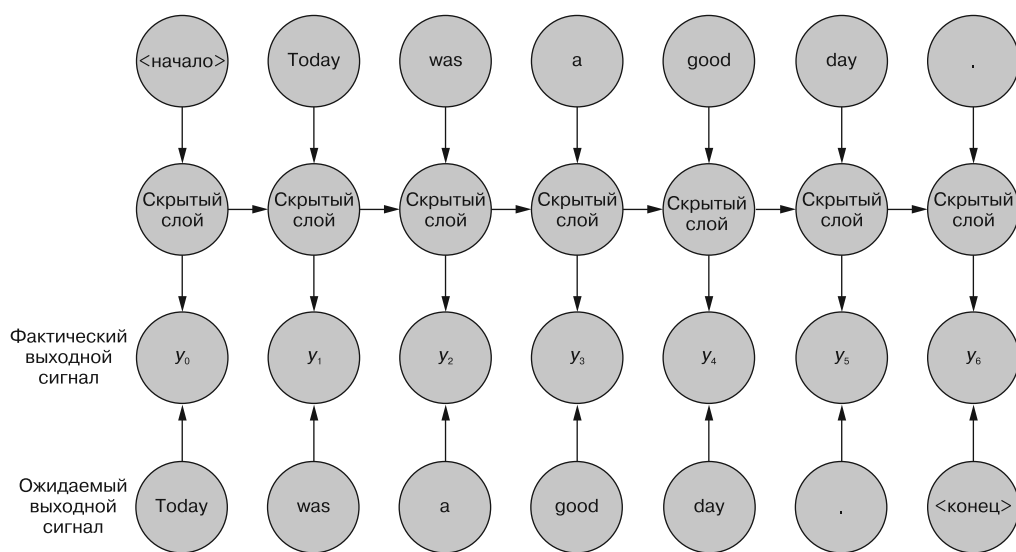 <начало> Today was a good day .
Скрытый Скрытый Скрытый Скрытый Скрытый Скрытый Скрытый
слой слой слой слой слой слой слой
Фактический
выходной
сигнал
y₀ y₁ y₂ y₃ y₄ y₅ y₆
Ожидаемый
выходной
сигнал
Today was a good day . <конец>